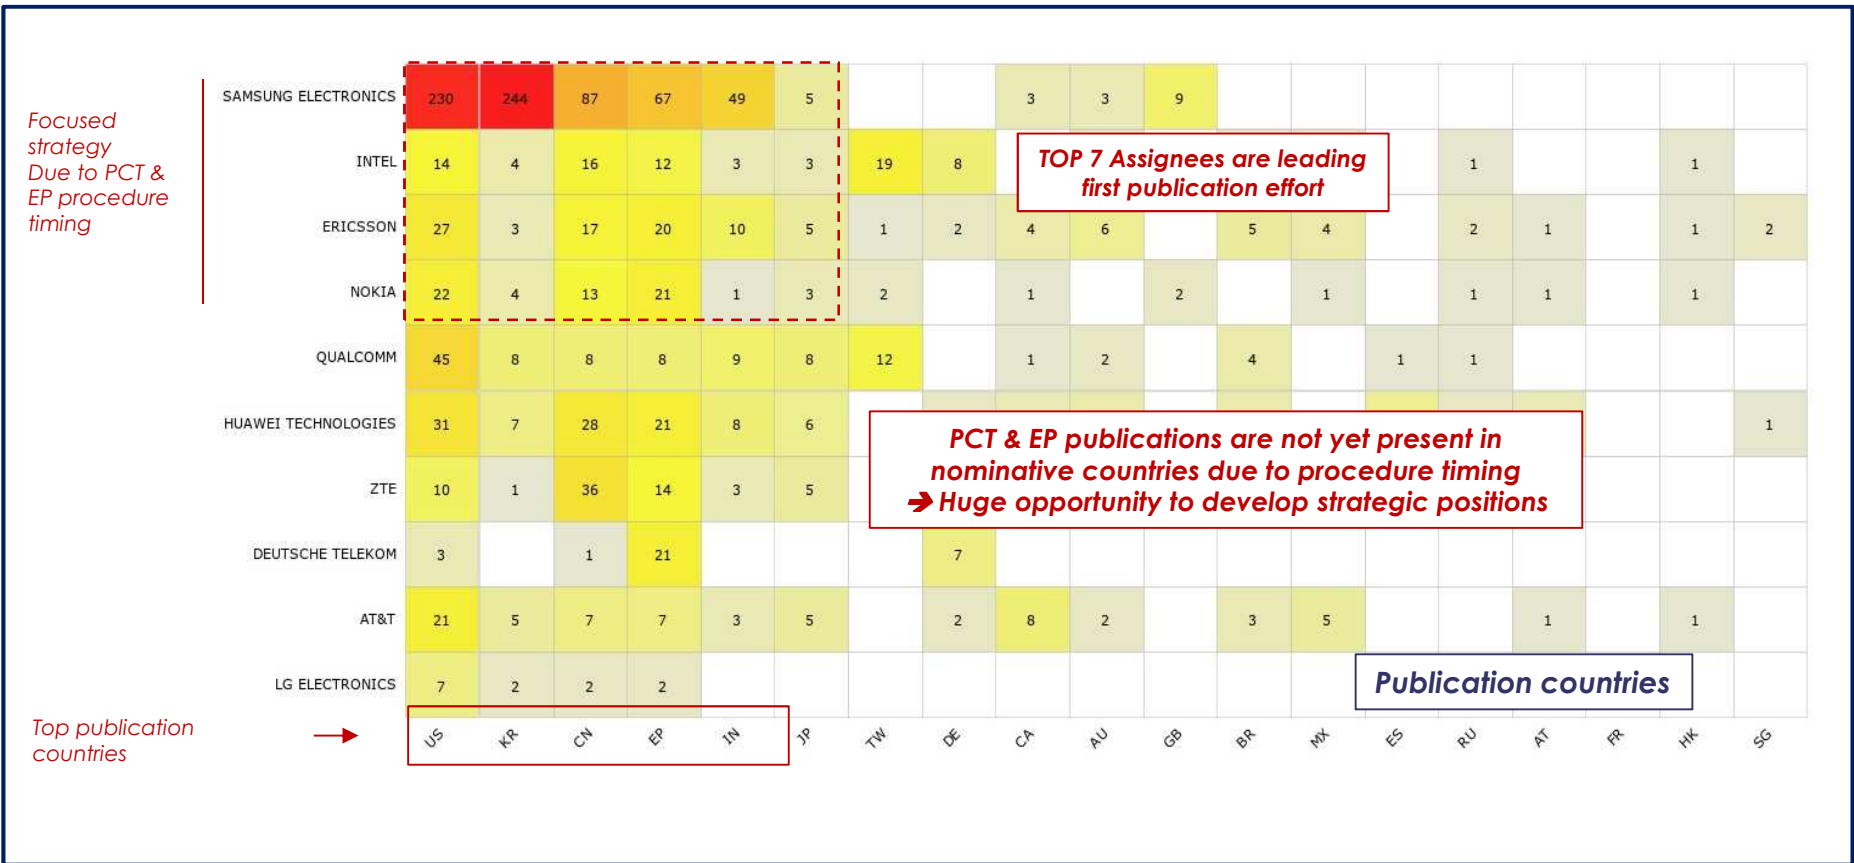 Focused
strategy
Due to PCT &
EP procedure
timing
SAMSUNG ELECTRONICS 230 244 87 67 49 5 3 3 9
INTEL 14 4 16 12 3 3 19 8 1 1
TOP 7 Assignees are leading
first publication effort
ERICSSON 27 3 17 20 10 5 1 2 4 6 5 4 2 1 1 2
NOKIA 22 4 13 21 1 3 2 1 2 1 1 1 1
QUALCOMM 45 8 8 8 9 8 12 1 2 4 1 1
HUAWEI TECHNOLOGIES 31 7 28 21 8 6 1
PCT & EP publications are not yet present in
nominative countries due to procedure timing
➔ Huge opportunity to develop strategic positions
ZTE 10 1 36 14 3 5
DEUTSCHE TELEKOM 3 1 21 7
AT&T 21 5 7 7 3 5 2 8 2 3 5 1 1
LG ELECTRONICS 7 2 2 2
Publication countries
Top publication
countries
US KR CN EP IN JP TW DE CA AU GB BR MX ES RU AT FR HK SG